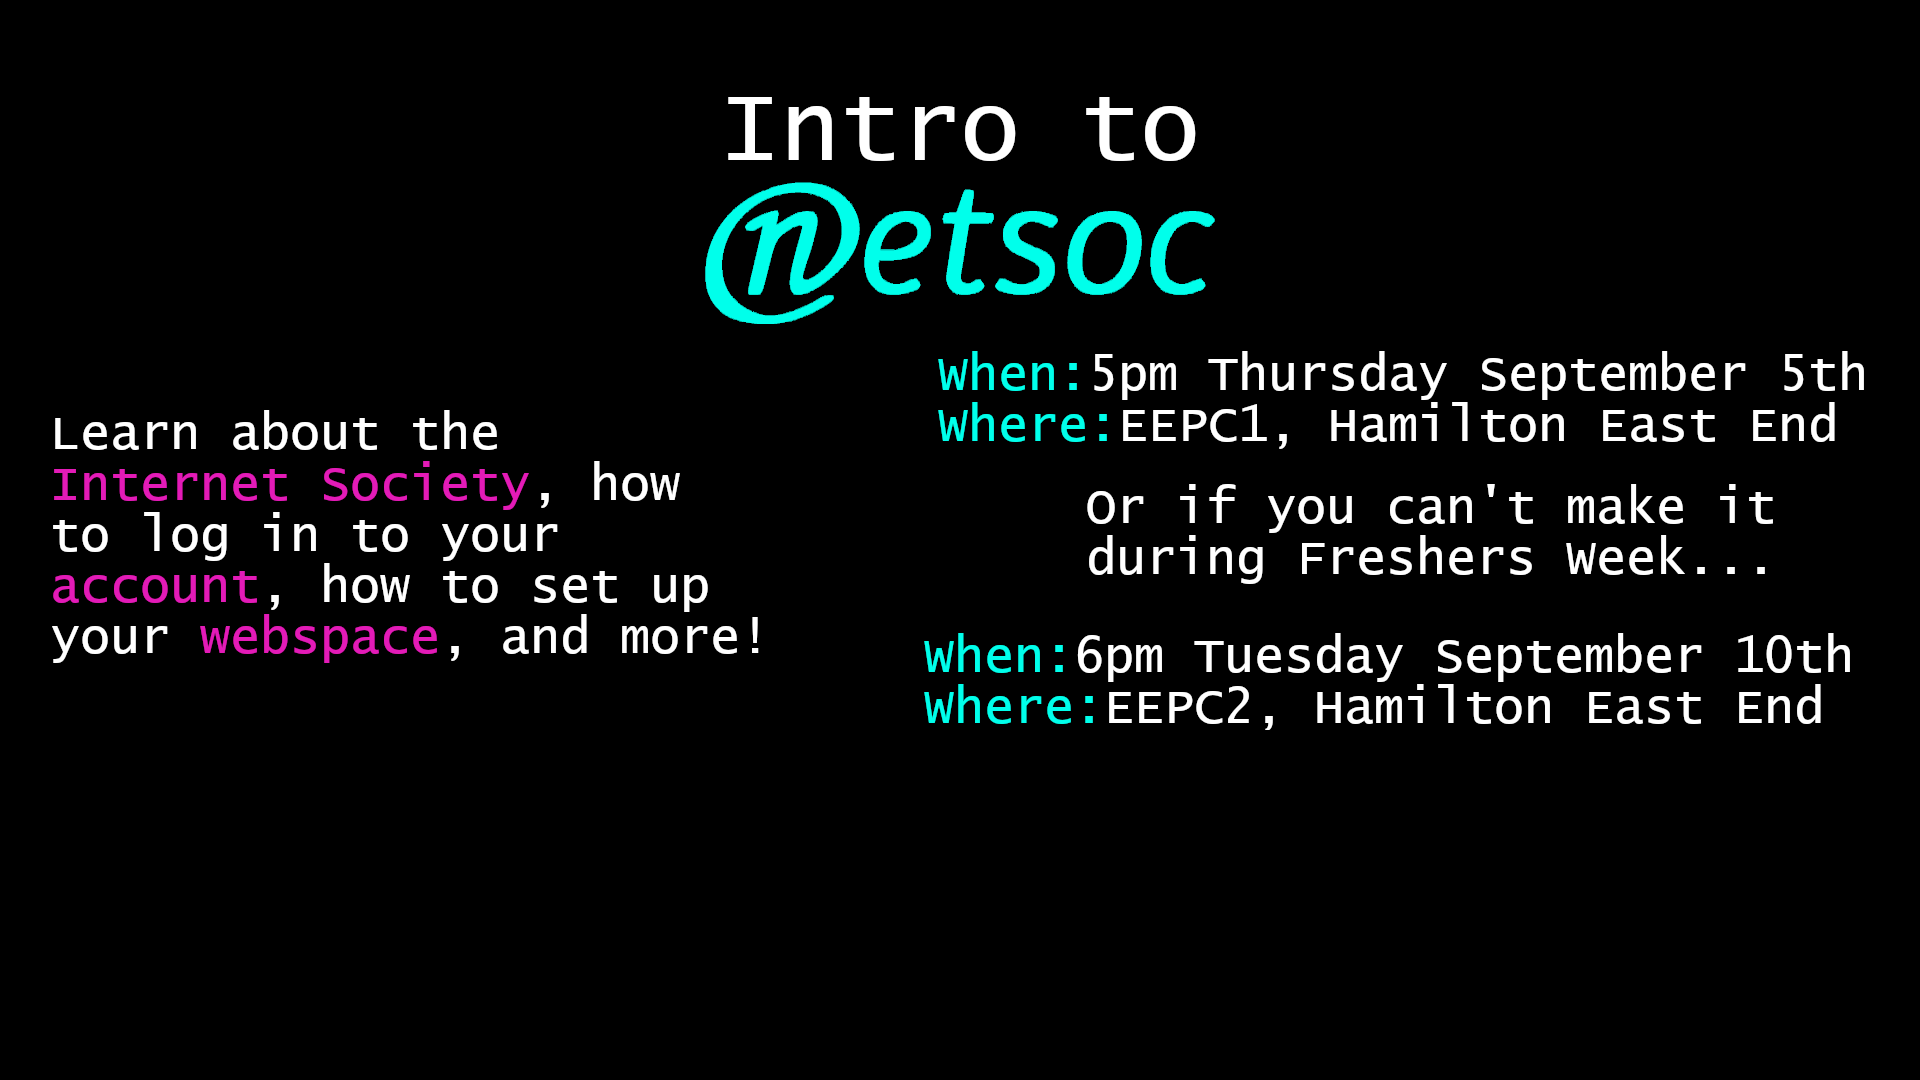 Intro to
@netsoc
Learn about the
Internet Society, how
to log in to your
account, how to set up
your webspace, and more!
When:5pm Thursday September 5th
Where:EEPC1, Hamilton East End
Or if you can't make it
during Freshers Week...
When:6pm Tuesday September 10th
Where:EEPC2, Hamilton East End